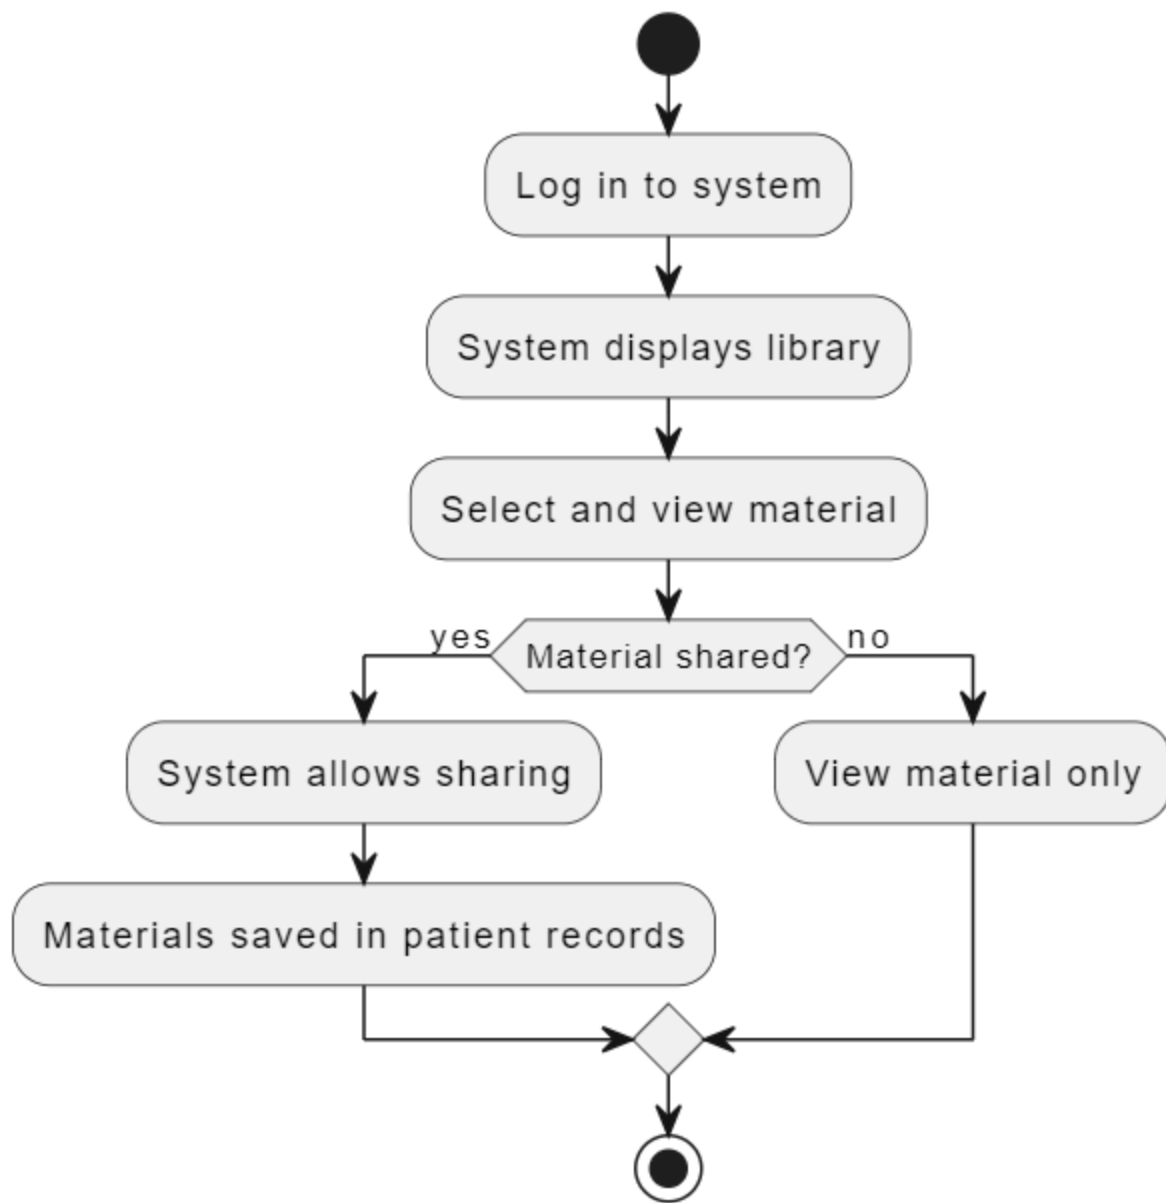 Log in to system
System displays library
Select and view material
yes
Material shared?
no
System allows sharing
View material only
Materials saved in patient records